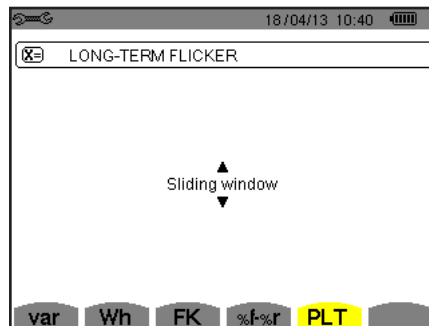 18/04/13 10:40
X= LONG-TERM FLICKER
Sliding window
var Wh FK %f-%r PLT